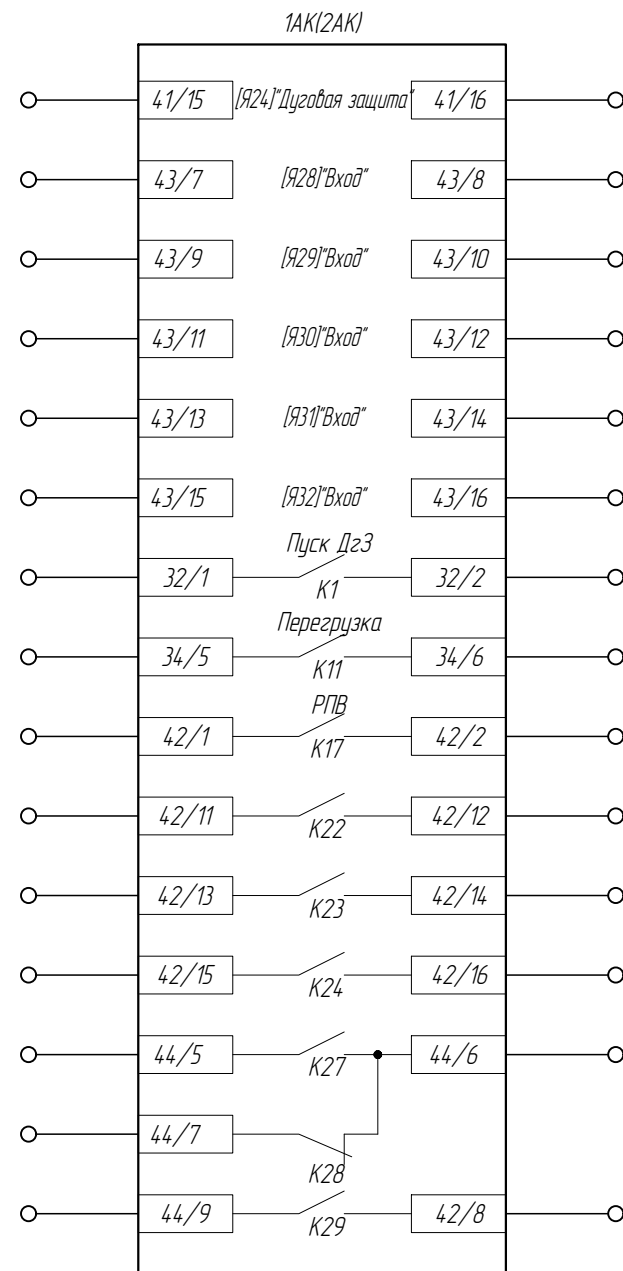 1АК(2АК)
41/15 [Я24]"Дуговая защита" 41/16
43/7 [Я28]"Вход" 43/8
43/9 [Я29]"Вход" 43/10
43/11 [Я30]"Вход" 43/12
43/13 [Я31]"Вход" 43/14
43/15 [Я32]"Вход" 43/16
Пуск ДгЗ
32/1 К1 32/2
Перегрузка
34/5 К11 34/6
РПВ
42/1 К17 42/2
42/11 К22 42/12
42/13 К23 42/14
42/15 К24 42/16
44/5 К27 44/6
44/7 К28
44/9 К29 42/8